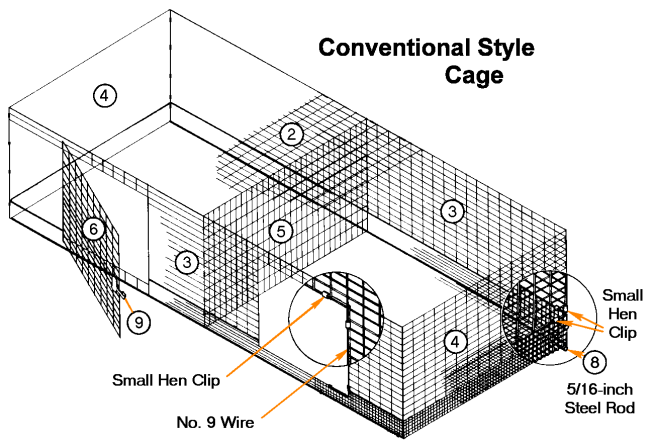 Conventional Style
Cage
4
2
3
6
5
3
9
4
Small
Hen
Clip
8
5/16-inch
Steel Rod
Small Hen Clip
No. 9 Wire